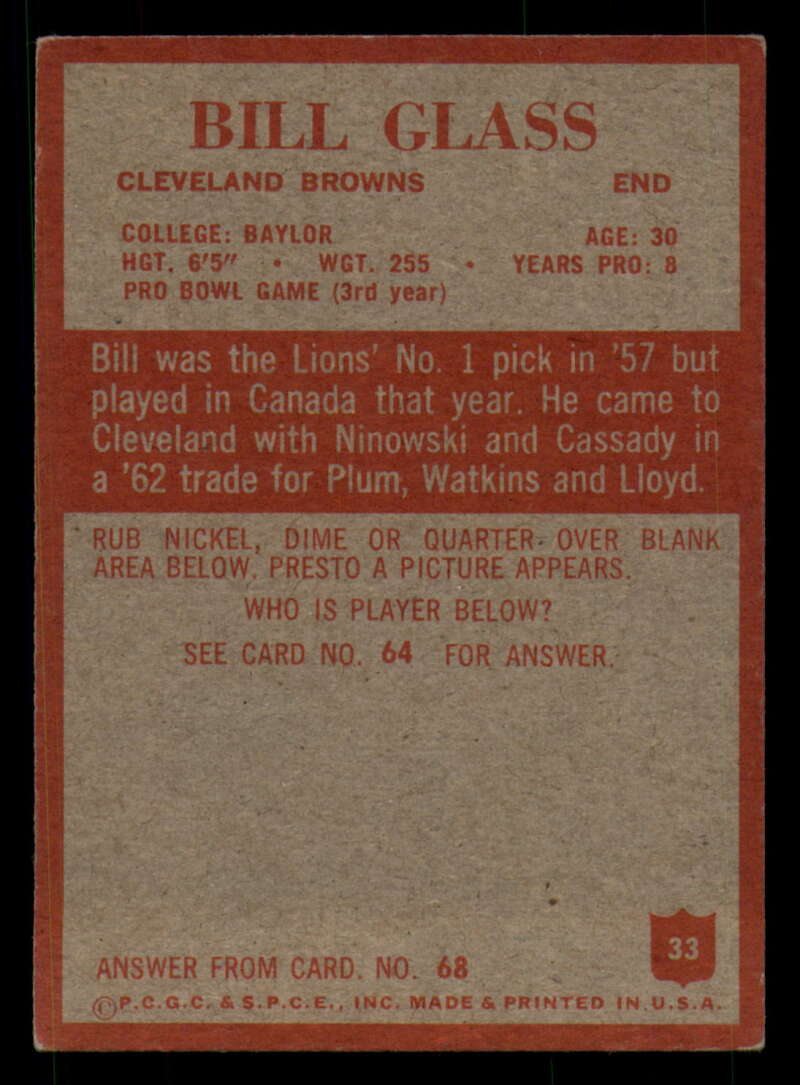 BILL GLASS
CLEVELAND BROWNS END
COLLEGE: BAYLOR AGE: 30
HGT. 6'5" • WGT. 255 • YEARS PRO: 8
PRO BOWL GAME (3rd year)
Bill was the Lions' No. 1 pick in '57 but
played in Canada that year. He came to
Cleveland with Ninowski and Cassady in
a '62 trade for Plum, Watkins and Lloyd.
RUB NICKEL, DIME OR QUARTER OVER BLANK
AREA BELOW. PRESTO A PICTURE APPEARS.
WHO IS PLAYER BELOW?
SEE CARD NO. 64 FOR ANSWER.
33
ANSWER FROM CARD. NO. 68
©P.C.G.C. & S.P.C.E., INC. MADE & PRINTED IN U.S.A.